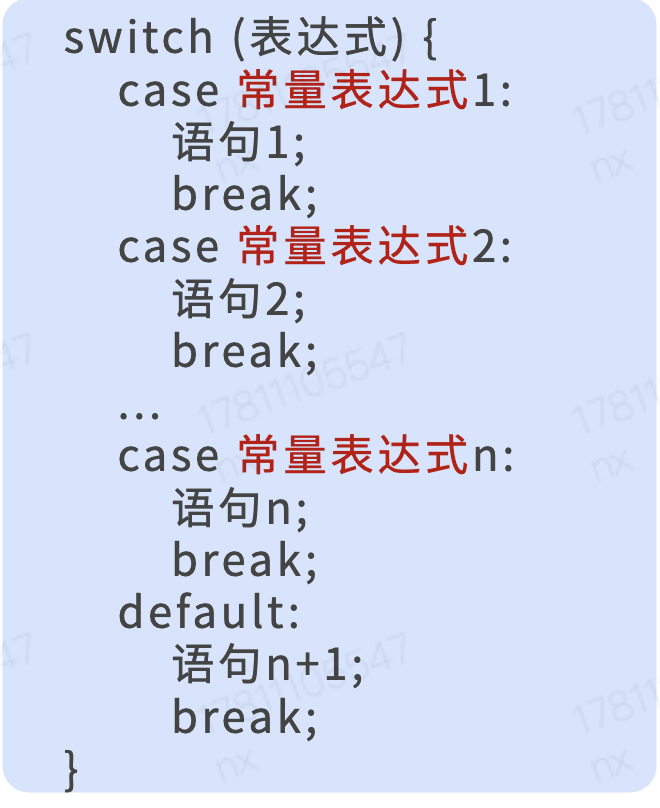 switch (表达式) {
case 常量表达式1:
语句1;
break;
case 常量表达式2:
语句2;
break;
...
case 常量表达式n:
语句n;
break;
default:
语句n+1;
break;
}
17811105547
nx